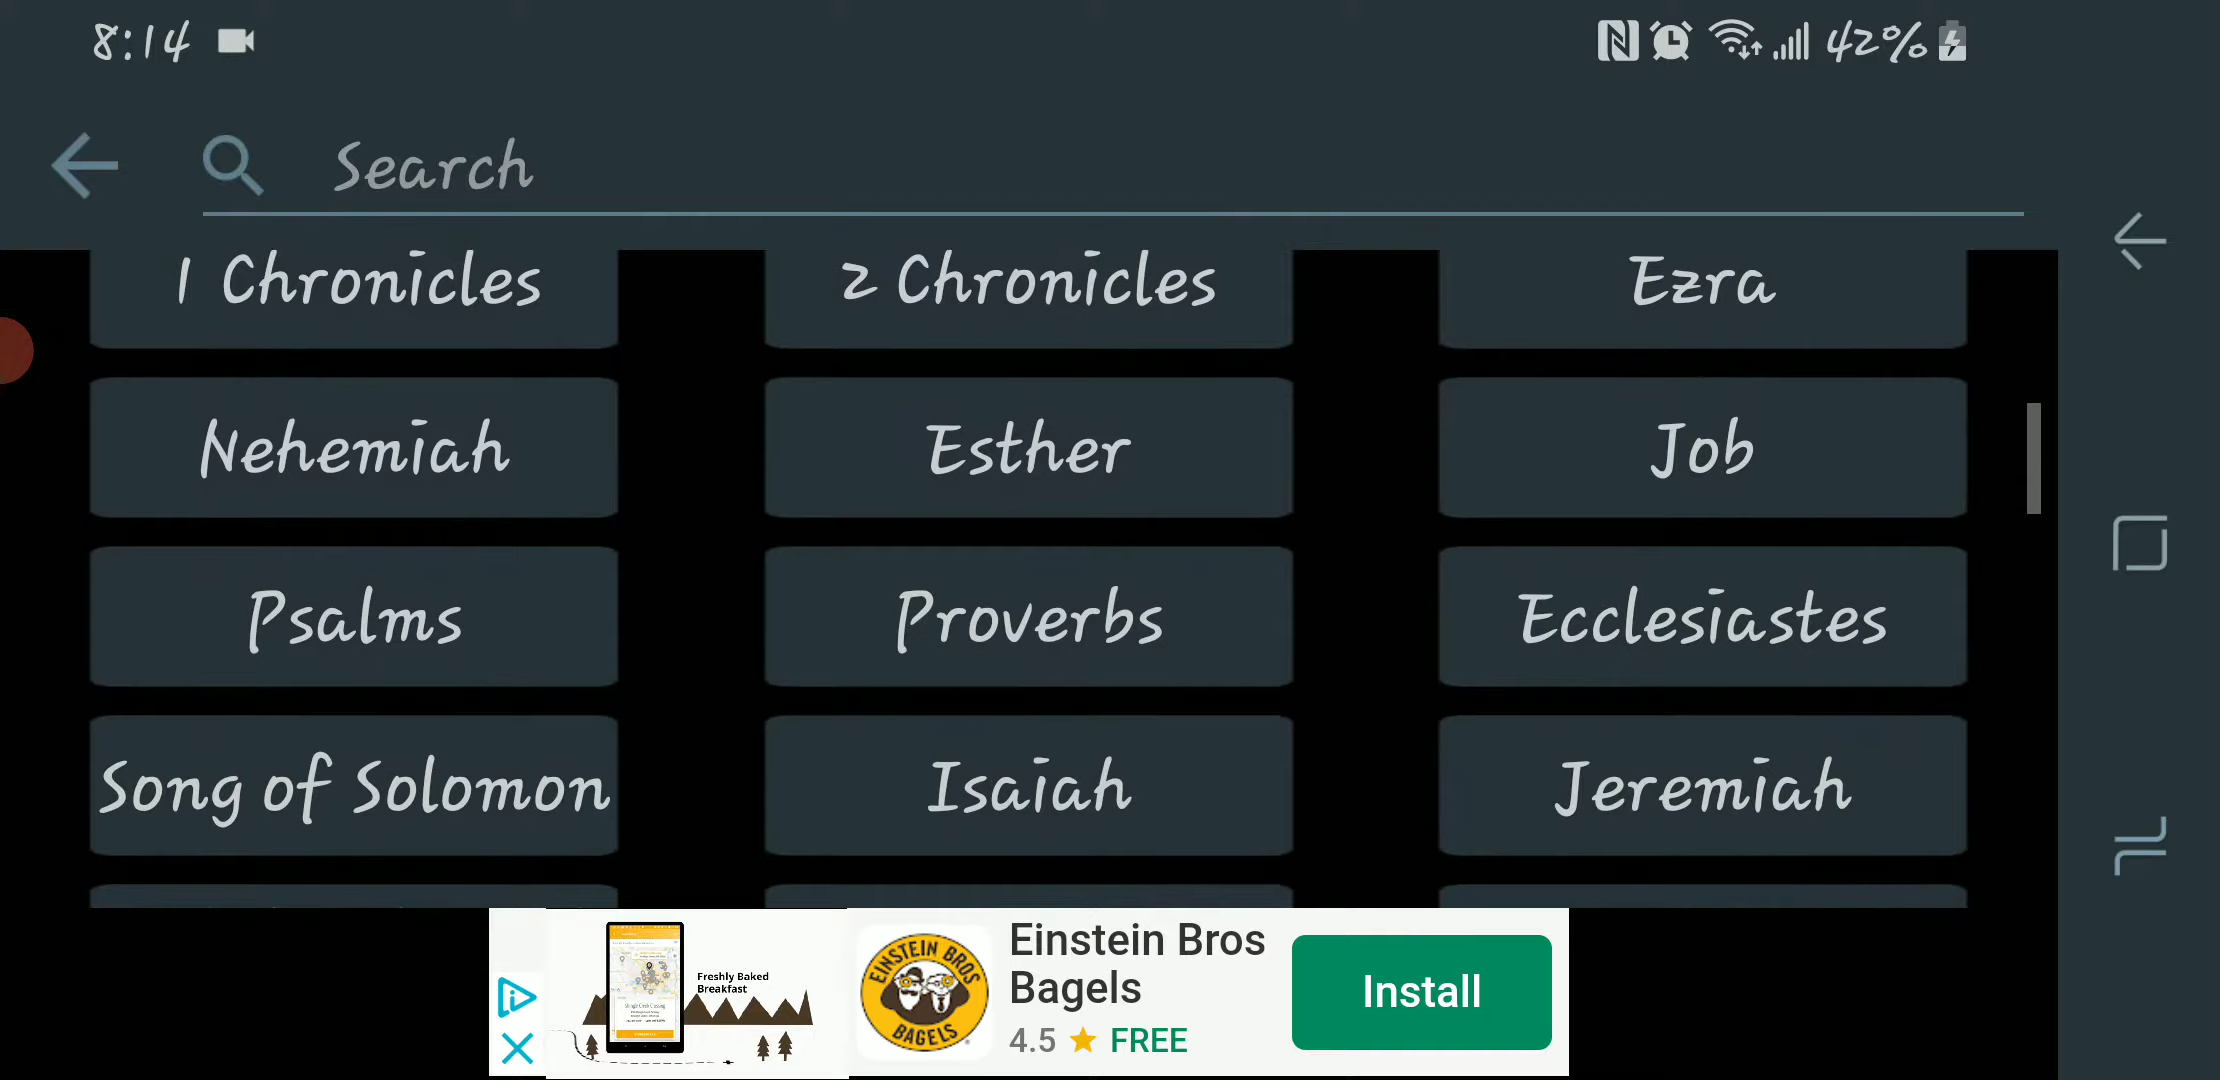 8:14 42%
Search
1 Chronicles 2 Chronicles Ezra
Nehemiah Esther Job
Psalms Proverbs Ecclesiastes
Song of Solomon Isaiah Jeremiah
Freshly Baked
Breakfast
EINSTEIN BROS
BAGELS
Einstein Bros
Bagels
4.5 FREE
Install